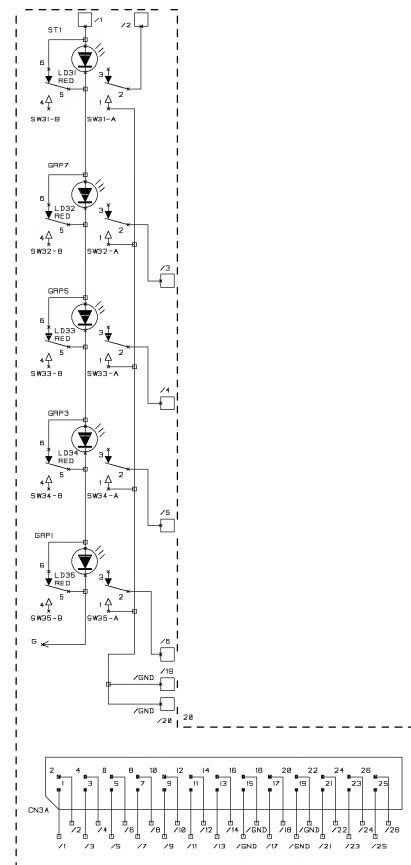 /1 /2
ST1
6 LD31 RED 3
5 2
4 1
SW31-B SW31-A
GRP7
6 LD32 RED 3
5 2
4 1
SW32-B SW32-A
/3
GRP5
6 LD33 RED 3
5 2
4 1
SW33-B SW33-A
/4
GRP3
6 LD34 RED 3
5 2
4 1
SW34-B SW34-A
/5
GRP1
6 LD35 RED 3
5 2
4 1
SW35-B SW35-A
G /6
/19
/GND
/GND
/20 20
2 4 6 8 10 12 14 16 18 20 22 24 26
1 3 5 7 9 11 13 15 17 19 21 23 25
CN3A
/2 /4 /6 /8 /10 /12 /14 /GND /18 /GND /22 /24 /26
/1 /3 /5 /7 /9 /11 /13 /GND /17 /GND /21 /23 /25